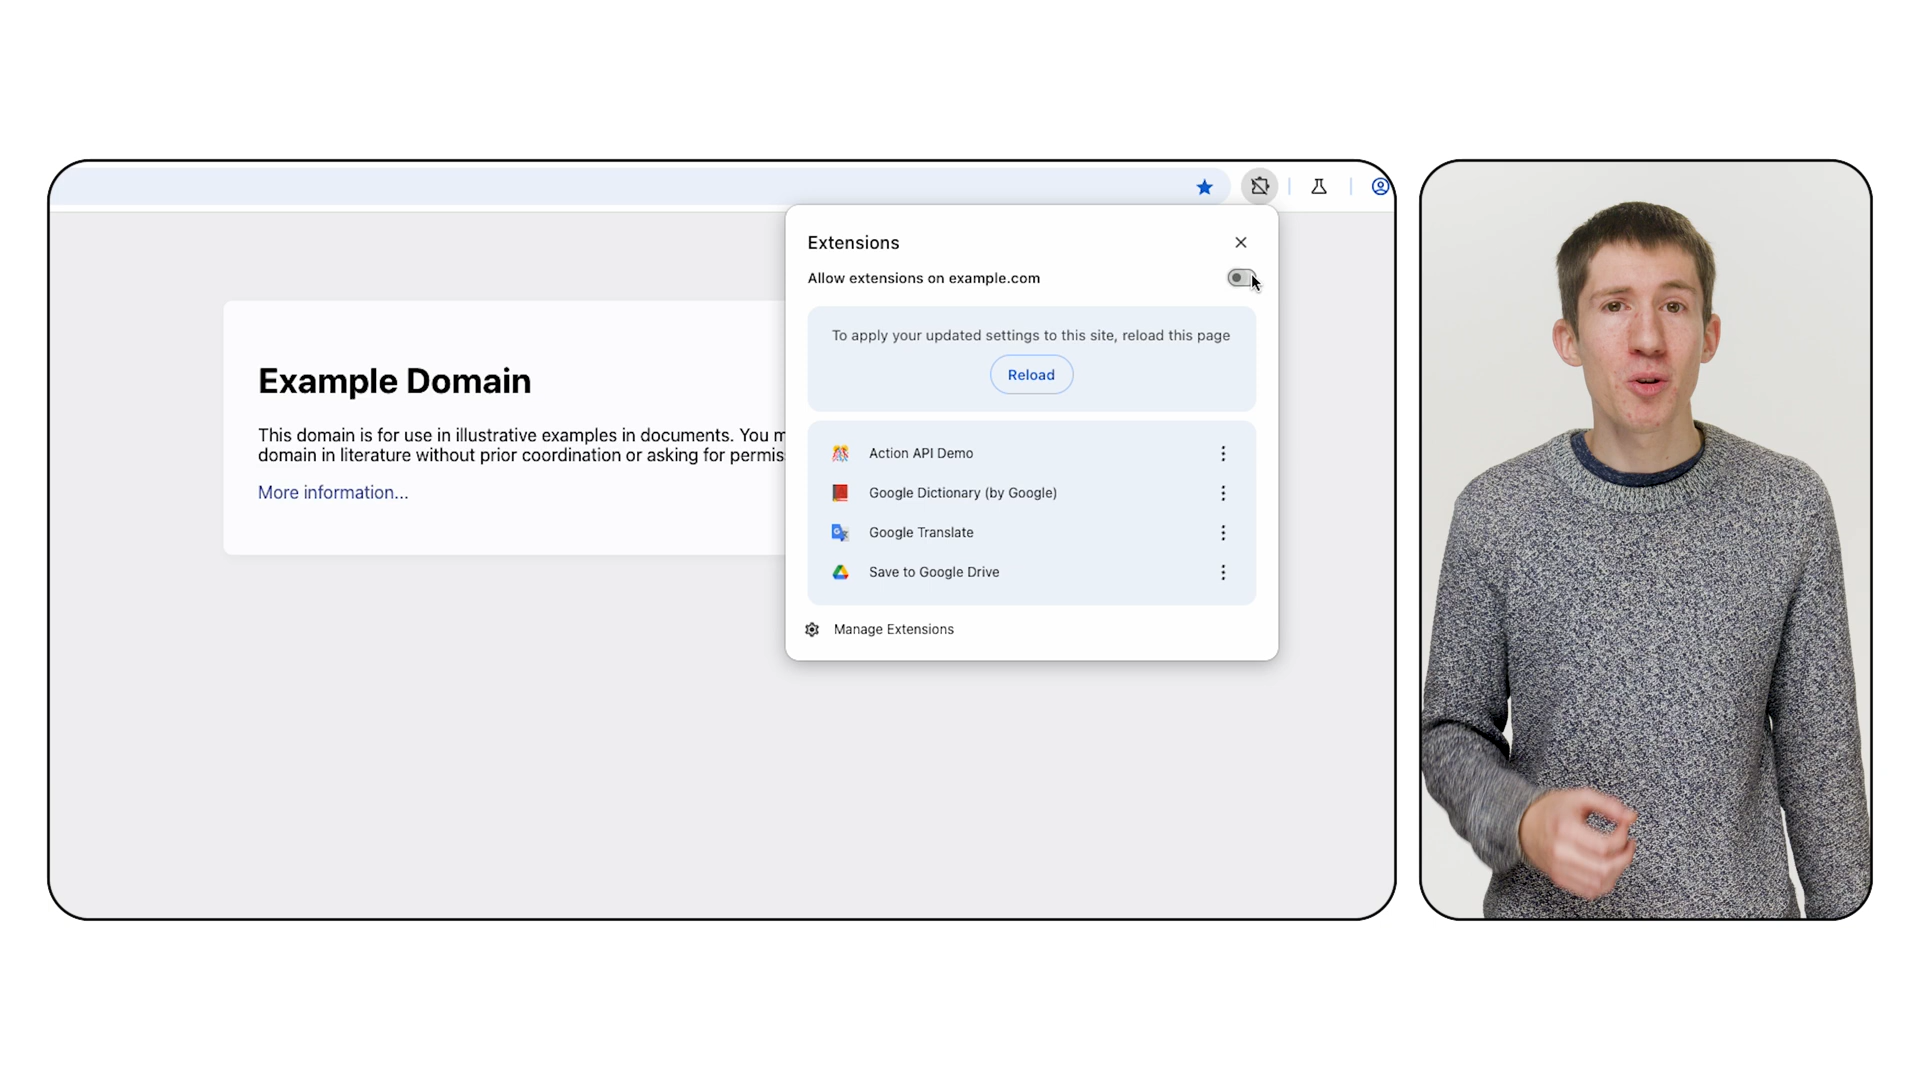 Extensions
Allow extensions on example.com
To apply your updated settings to this site, reload this page
Reload
Example Domain
This domain is for use in illustrative examples in documents. You m
domain in literature without prior coordination or asking for permis
More information...
Action API Demo
Google Dictionary (by Google)
Google Translate
Save to Google Drive
Manage Extensions